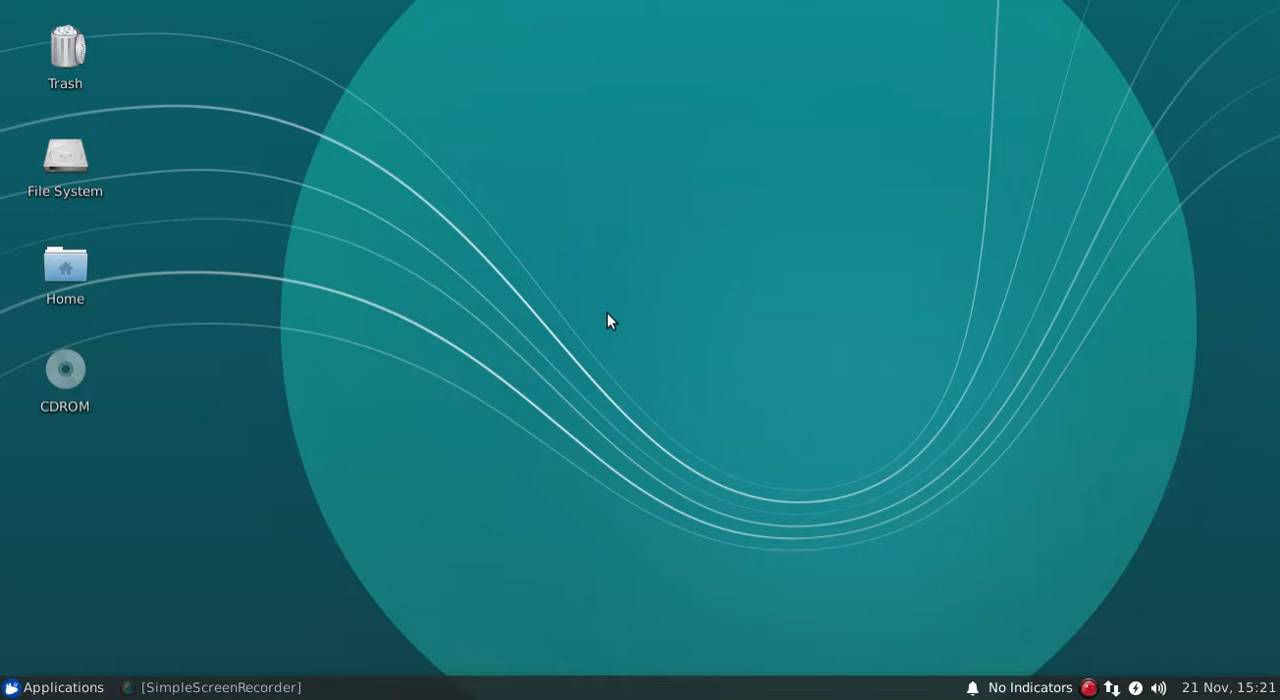 Trash
File System
Home
CDROM
Applications [SimpleScreenRecorder] No Indicators 21 Nov, 15:21